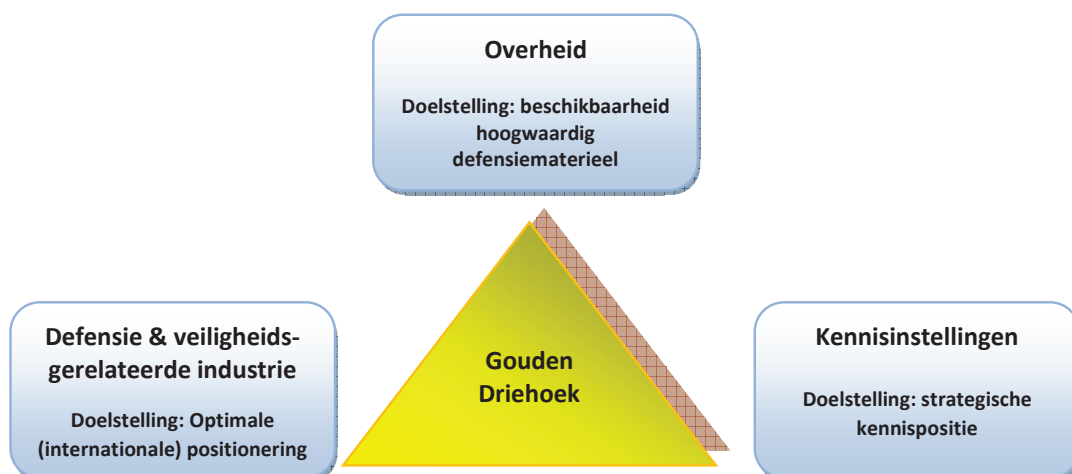 Overheid
Doelstelling: beschikbaarheid
hoogwaardig
defensiematerieel
Defensie & veiligheids-
gerelateerde industrie
Doelstelling: Optimale
(internationale) positionering
Gouden
Driehoek
Kennisinstellingen
Doelstelling: strategische
kennispositie